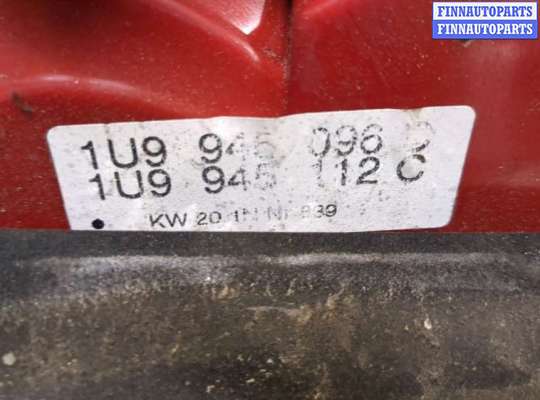 FINNAUTOPARTS
FINNAUTOPARTS
1U9 945 096
1U9 945 112 C
KW 20